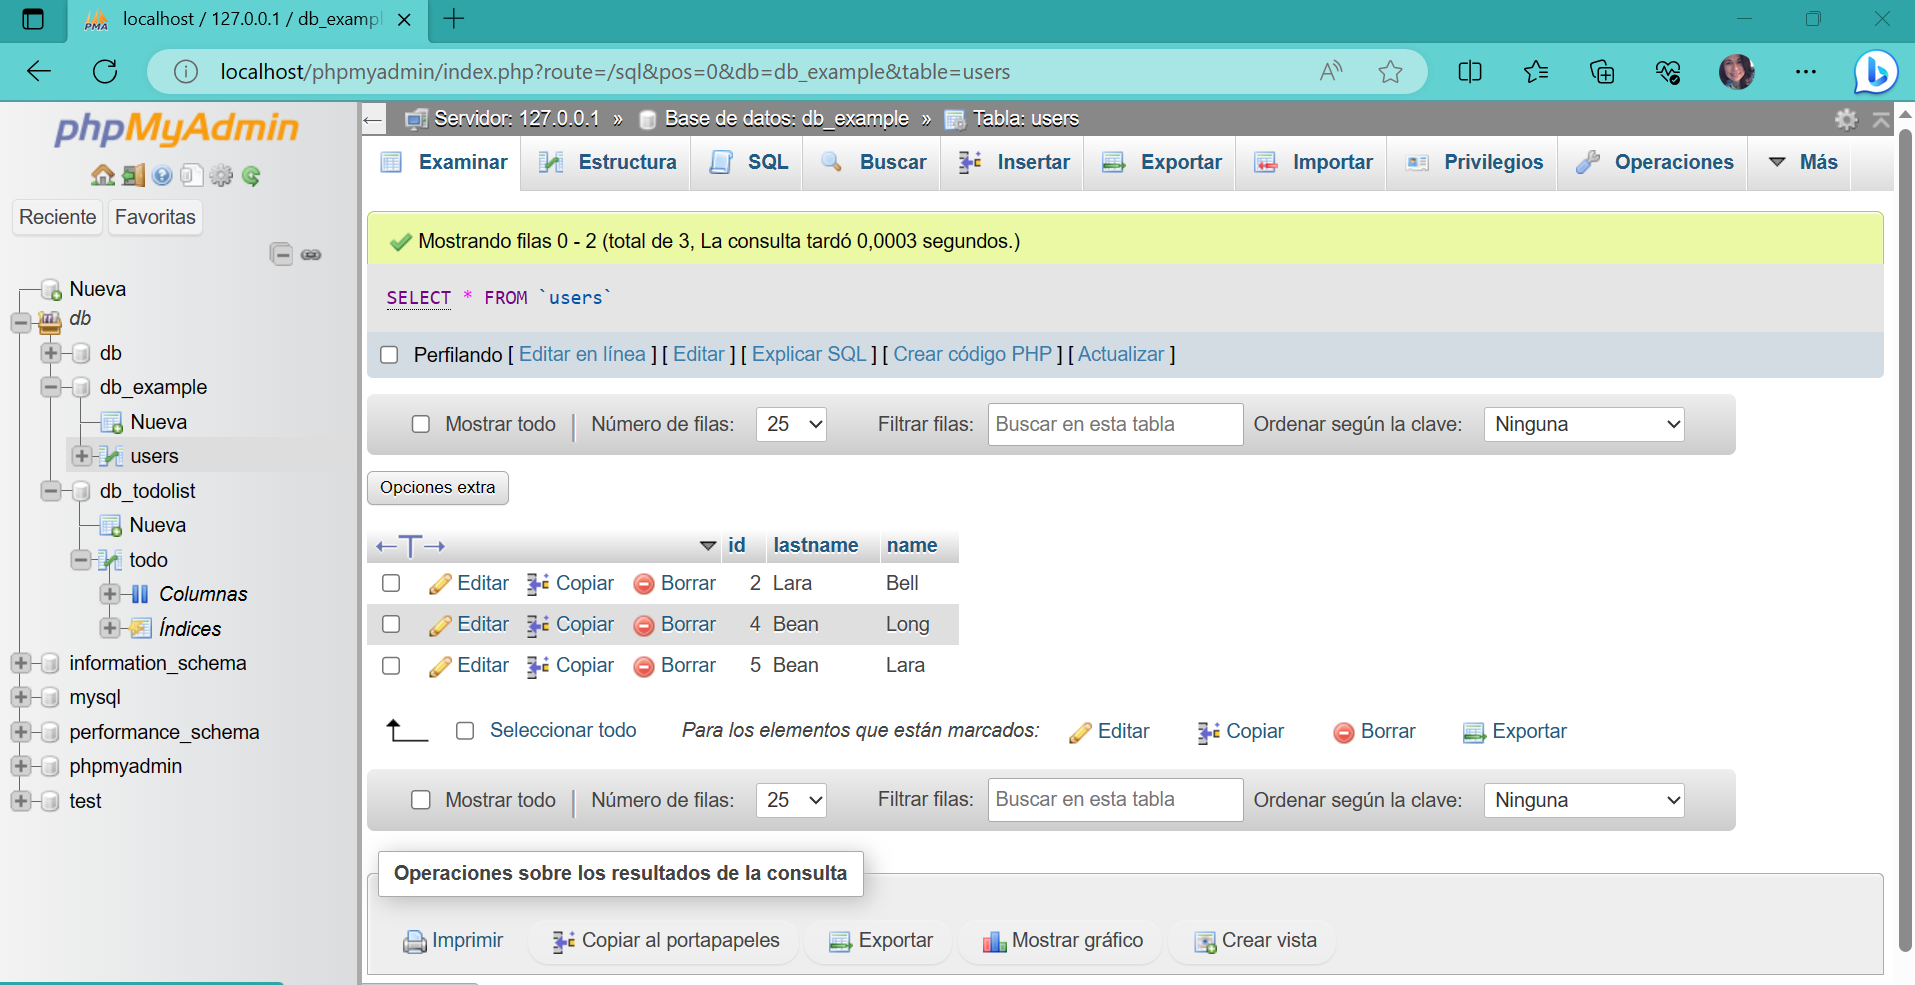 localhost / 127.0.0.1 / db_examp
localhost/phpmyadmin/index.php?route=/sql&pos=0&db=db_example&table=users
phpMyAdmin
Reciente Favoritas
Nueva
db
db
db_example
Nueva
users
db_todolist
Nueva
todo
Columnas
Índices
information_schema
mysql
performance_schema
phpmyadmin
test
Servidor: 127.0.0.1 » Base de datos: db_example » Tabla: users
Examinar Estructura SQL Buscar Insertar Exportar Importar Privilegios Operaciones Más
Mostrando filas 0 - 2 (total de 3, La consulta tardó 0,0003 segundos.)
SELECT * FROM `users`
Perfilando [ Editar en línea ] [ Editar ] [ Explicar SQL ] [ Crear código PHP ] [ Actualizar ]
Mostrar todo | Número de filas: 25 Filtrar filas: Buscar en esta tabla Ordenar según la clave: Ninguna
Opciones extra
←T→ id lastname name
Editar Copiar Borrar 2 Lara Bell
Editar Copiar Borrar 4 Bean Long
Editar Copiar Borrar 5 Bean Lara
Seleccionar todo Para los elementos que están marcados: Editar Copiar Borrar Exportar
Mostrar todo | Número de filas: 25 Filtrar filas: Buscar en esta tabla Ordenar según la clave: Ninguna
Operaciones sobre los resultados de la consulta
Imprimir Copiar al portapapeles Exportar Mostrar gráfico Crear vista